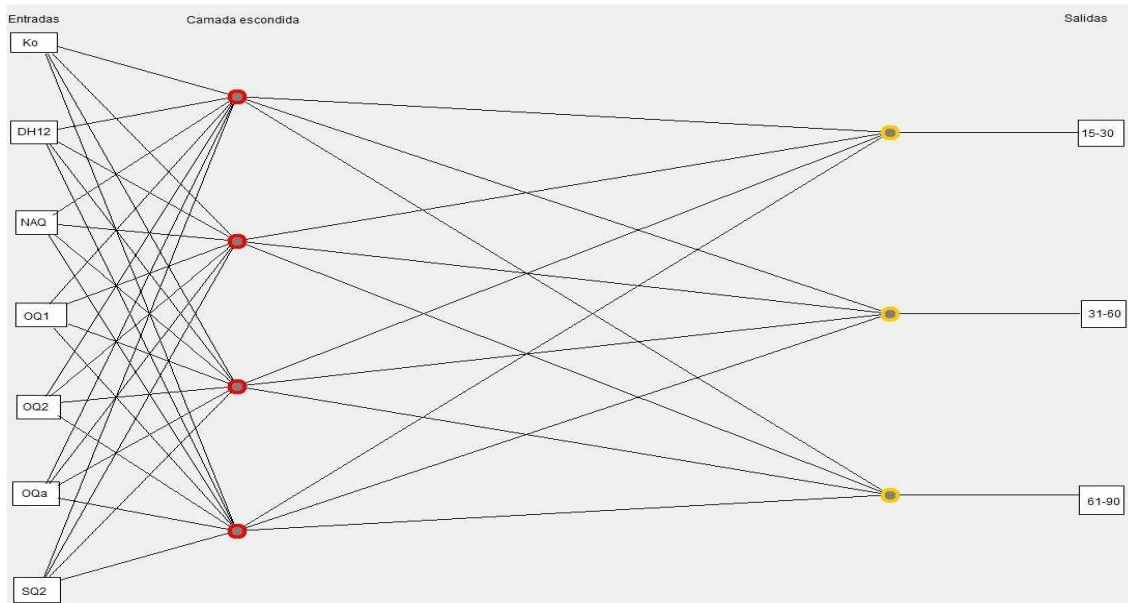 Entradas
Camada escondida
Salidas
Ko
DH12
NAQ
OQ1
OQ2
OQa
SQ2
15-30
31-60
61-90